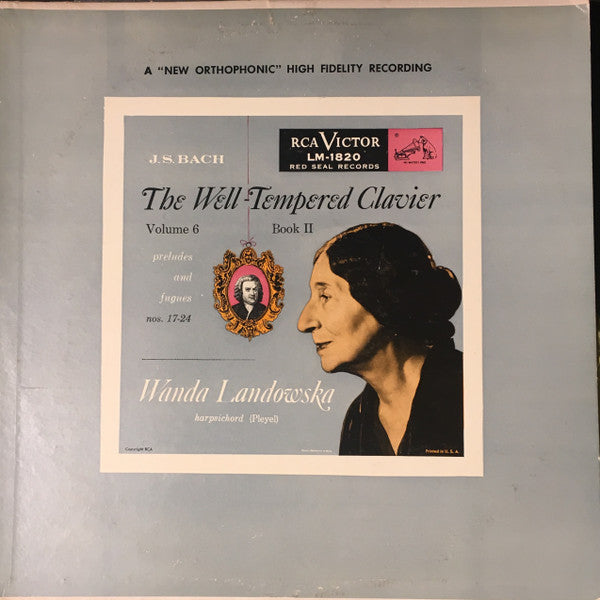 A "NEW ORTHOPHONIC" HIGH FIDELITY RECORDING
J.S. BACH
RCA VICTOR
LM-1820
RED SEAL RECORDS
The Well-Tempered Clavier
Volume 6 Book II
preludes
and
fugues
nos. 17-24
Wanda Landowska
harpsichord (Pleyel)
Copyright RCA
Printed in U. S. A.